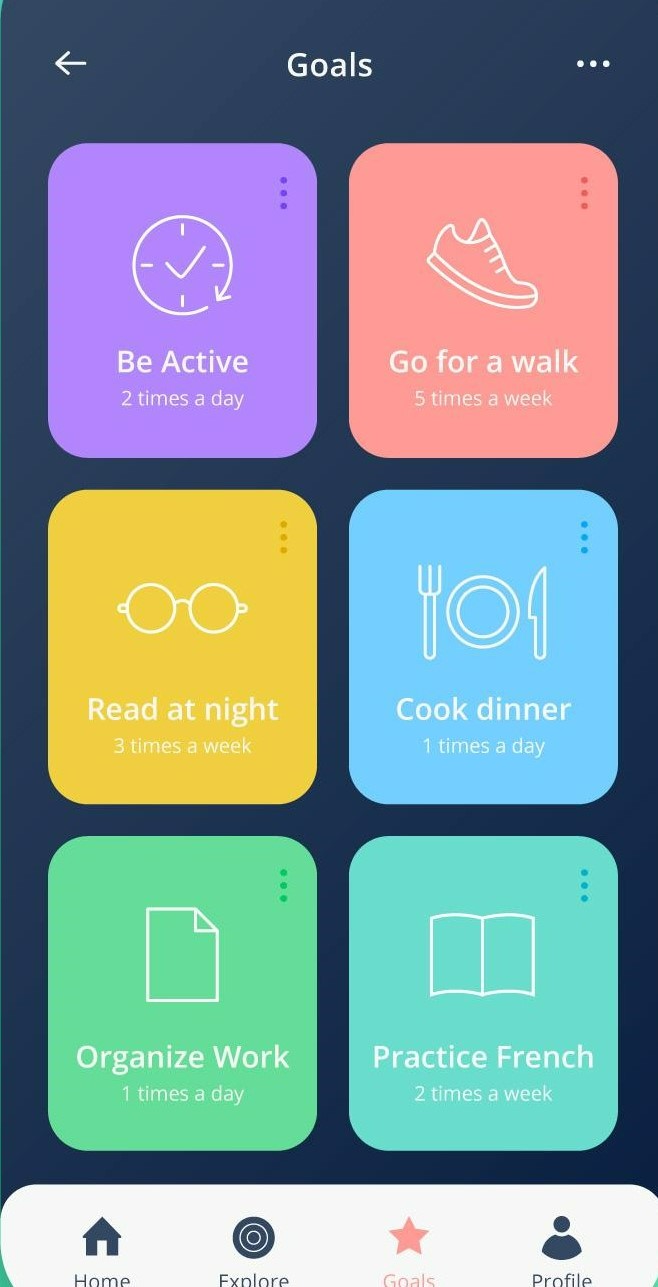 Goals
Be Active
2 times a day
Go for a walk
5 times a week
Read at night
3 times a week
Cook dinner
1 times a day
Organize Work
1 times a day
Practice French
2 times a week
Home
Explore
Goals
Profile